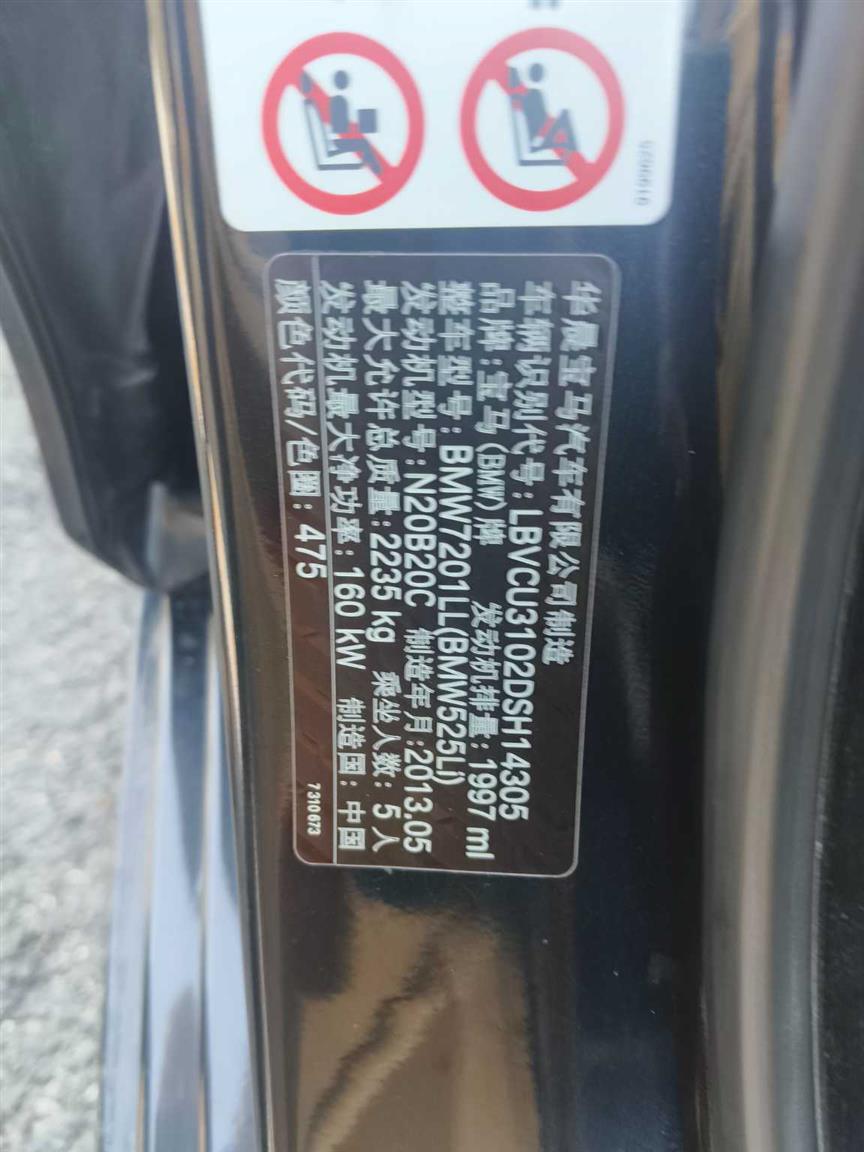 华晨宝马汽车有限公司制造
车辆识别代号: LBVCU3102DSH14305
品牌: 宝马(BMW)牌 发动机排量: 1997 ml
整车型号: BMW7201LL(BMW525Li)
发动机型号: N20B20C 制造年月: 2013.05
最大允许总质量: 2235 kg 乘坐人数: 5 人
发动机最大净功率: 160 kW 制造国: 中国
颜色代码/色圈: 475
7310673